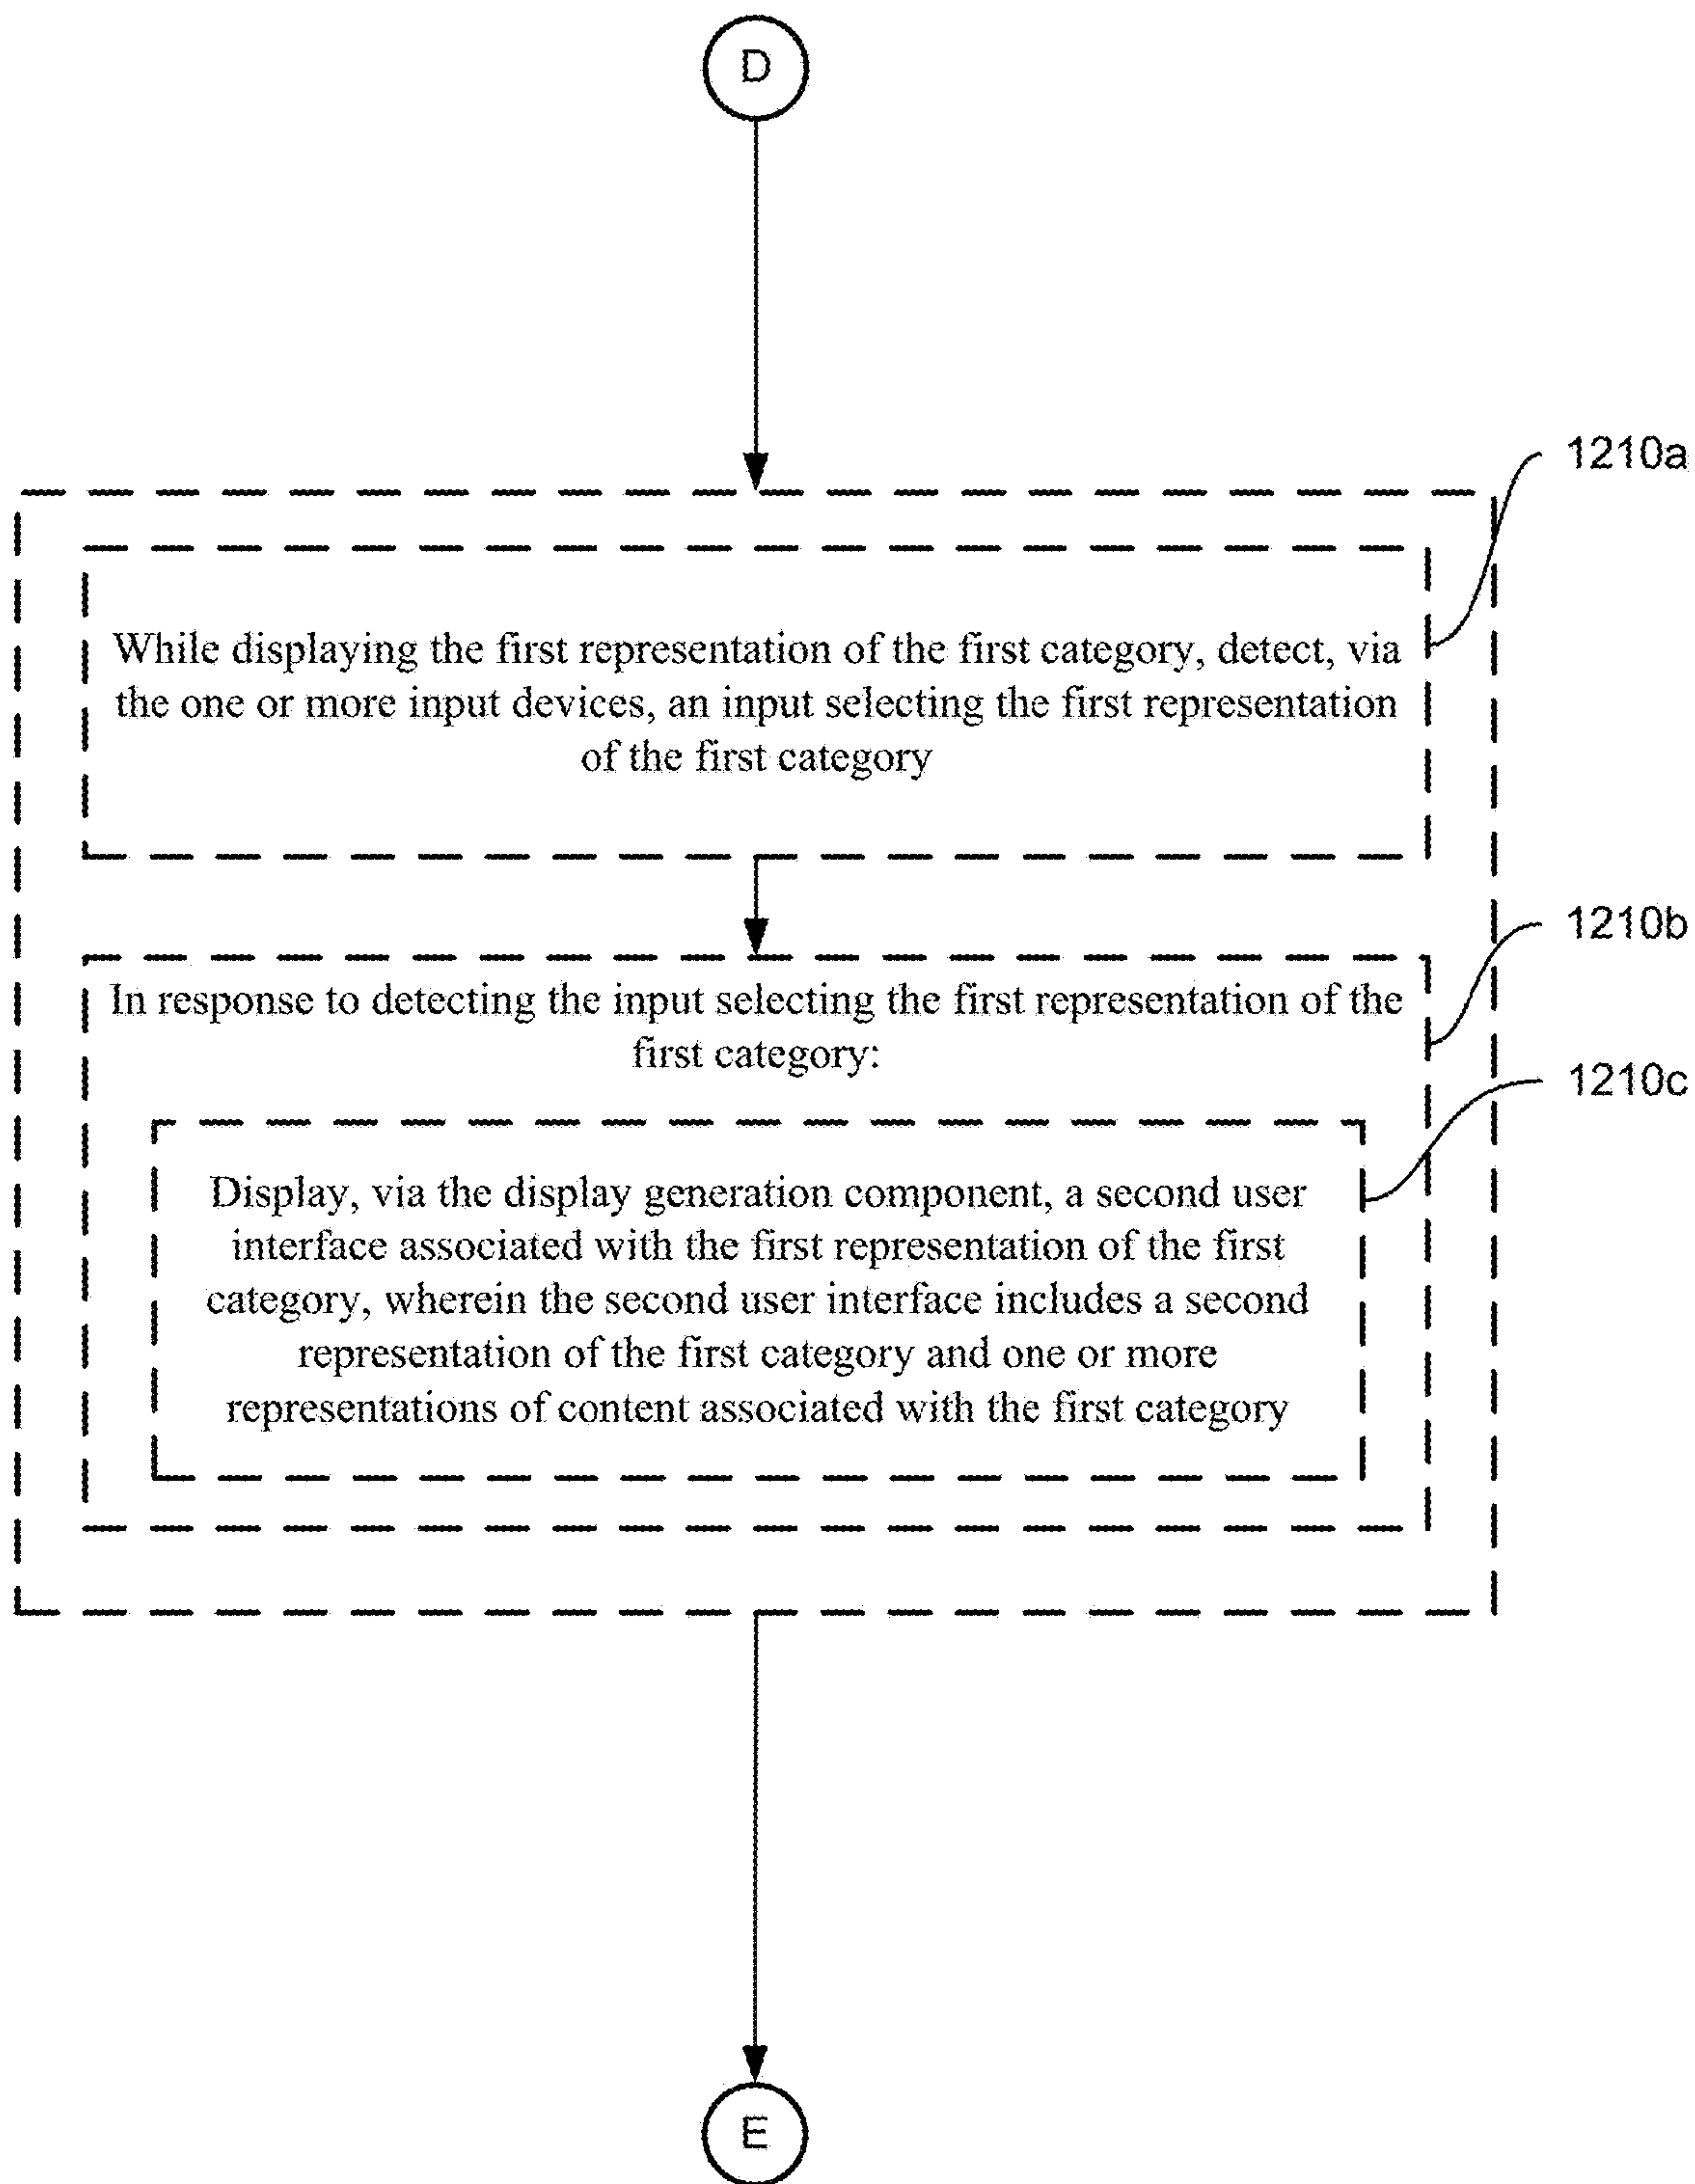 D
1210a
While displaying the first representation of the first category, detect, via
the one or more input devices, an input selecting the first representation
of the first category
1210b
In response to detecting the input selecting the first representation of the
first category:
1210c
Display, via the display generation component, a second user
interface associated with the first representation of the first
category, wherein the second user interface includes a second
representation of the first category and one or more
representations of content associated with the first category
E